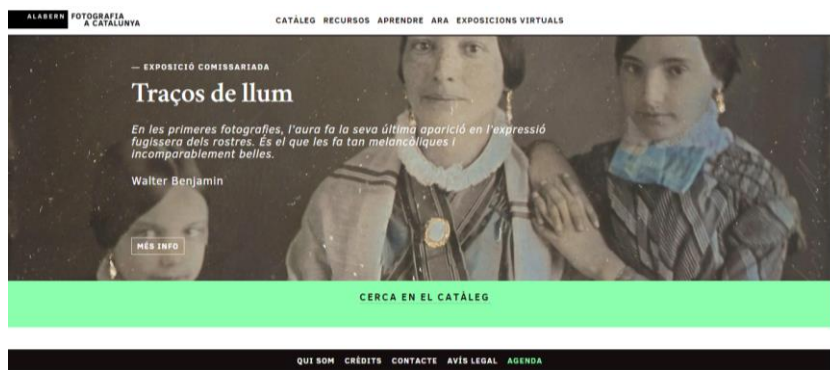 ALABERN FOTOGRAFIA
A CATALUNYA
CATÀLEG RECURSOS APRENDRE ARA EXPOSICIONS VIRTUALS
— EXPOSICIÓ COMISSARIADA
Traços de llum
En les primeres fotografies, l'aura fa la seva última aparició en l'expressió
fugissera dels rostres. És el que les fa tan melancòliques i
incomparablement belles.
Walter Benjamin
MÉS INFO
CERCA EN EL CATÀLEG
QUI SOM CRÈDITS CONTACTE AVÍS LEGAL AGENDA